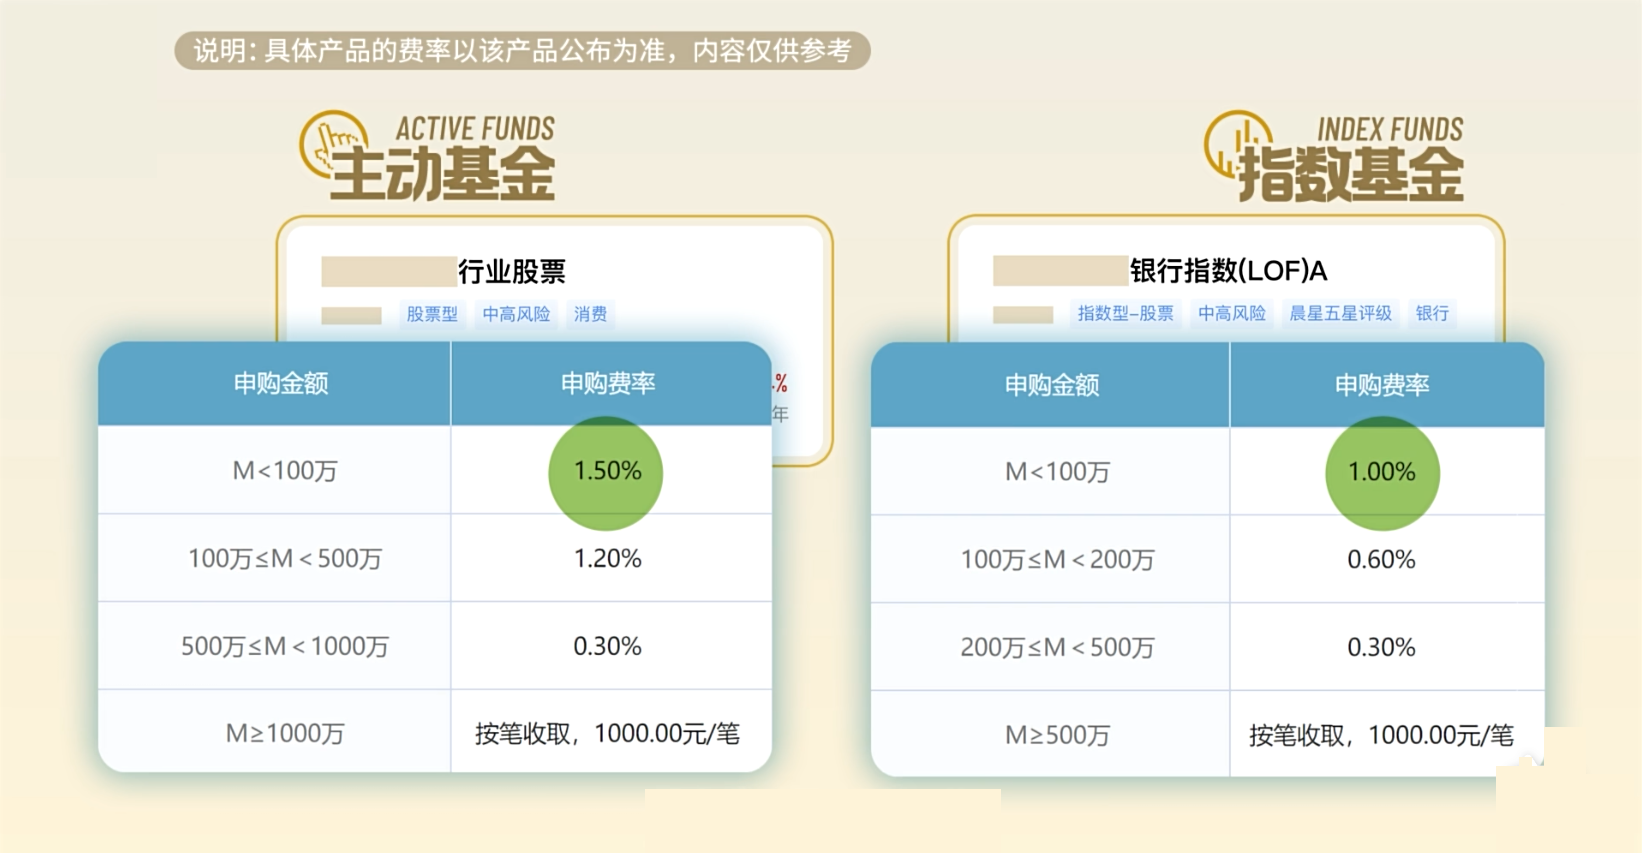 说明：具体产品的费率以该产品公布为准，内容仅供参考
ACTIVE FUNDS
主动基金
行业股票
股票型 中高风险 消费
%
年
申购金额 申购费率
M<100万 1.50%
100万≤M<500万 1.20%
500万≤M<1000万 0.30%
M≥1000万 按笔收取，1000.00元/笔
INDEX FUNDS
指数基金
银行指数(LOF)A
指数型-股票 中高风险 晨星五星评级 银行
申购金额 申购费率
M<100万 1.00%
100万≤M<200万 0.60%
200万≤M<500万 0.30%
M≥500万 按笔收取，1000.00元/笔